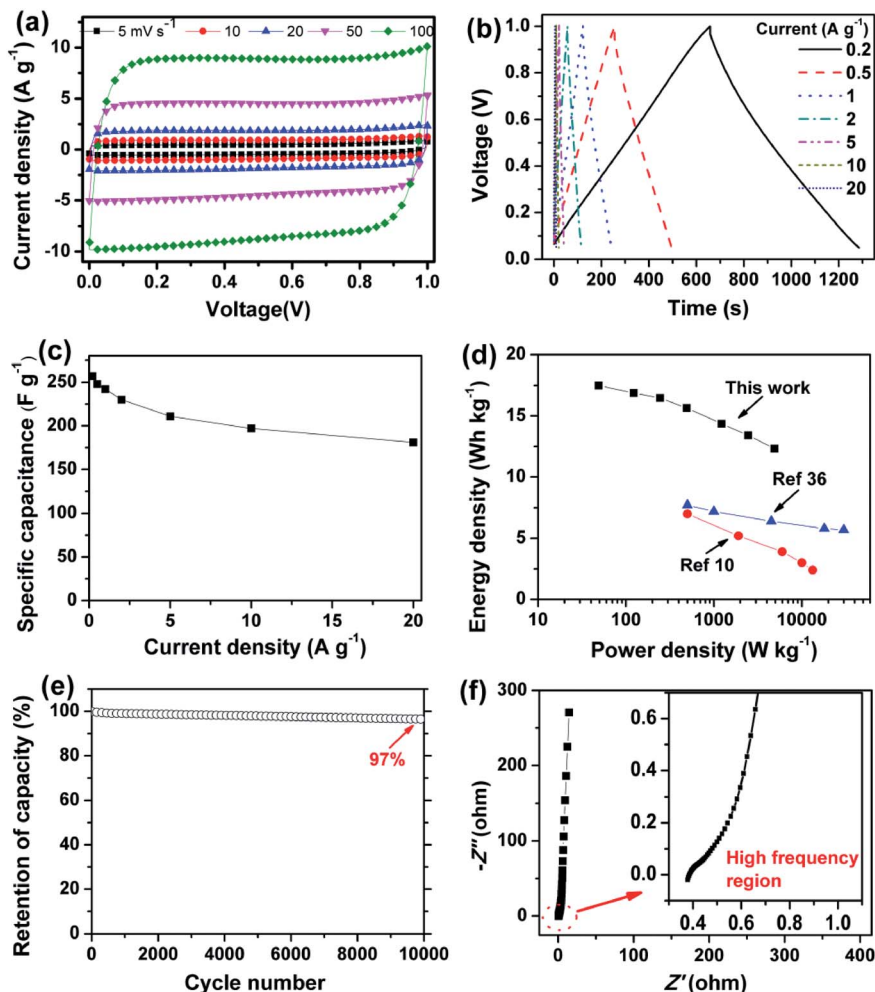 (a)
5 mV s⁻¹ 10 20 50 100
10
5
0
-5
-10
Current density (A g⁻¹)
0.0 0.2 0.4 0.6 0.8 1.0
Voltage(V)
(b)
Current (A g⁻¹)
0.2
0.5
1
2
5
10
20
1.0
0.8
0.6
0.4
0.2
0.0
Voltage (V)
0 200 400 600 800 1000 1200
Time (s)
(c)
250
200
150
100
50
0
Specific capacitance (F g⁻¹)
0 5 10 15 20
Current density (A g⁻¹)
(d)
20
15
10
5
0
Energy density (Wh kg⁻¹)
This work
Ref 36
Ref 10
10 100 1000 10000
Power density (W kg⁻¹)
(e)
120
100
80
60
40
20
0
Retention of capacity (%)
97%
0 2000 4000 6000 8000 10000
Cycle number
(f)
300
200
100
0
-Z''(ohm)
0.6
0.4
0.2
0.0
High frequency
region
0.4 0.6 0.8 1.0
0 100 200 300 400
Z'(ohm)